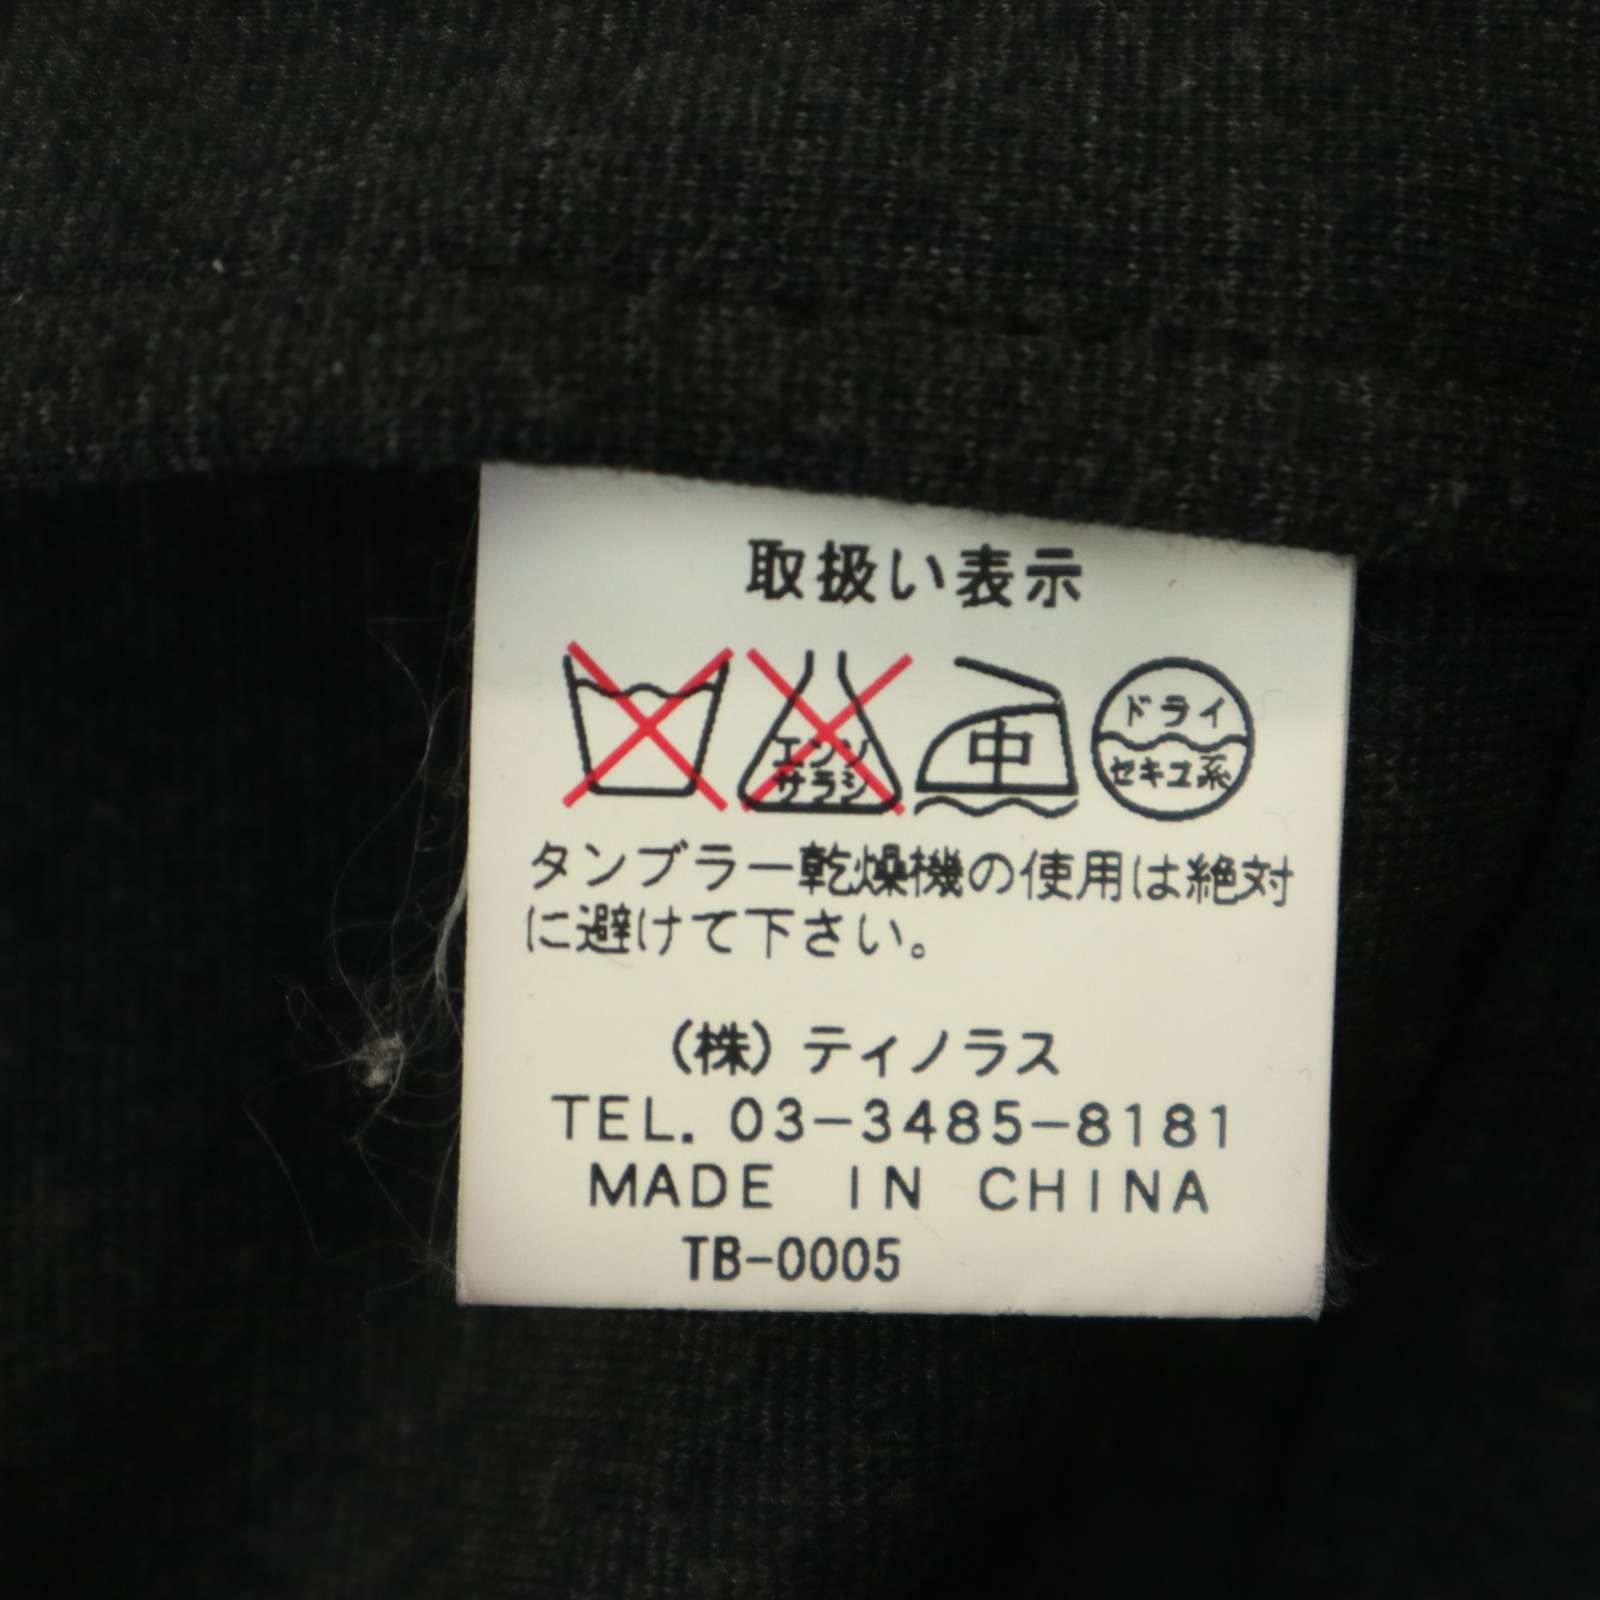 取扱い表示
エンソ
サラシ
中
ドライ
セキユ系
タンブラー乾燥機の使用は絶対
に避けて下さい。
(株) ティノラス
TEL. 03-3485-8181
MADE IN CHINA
TB-0005